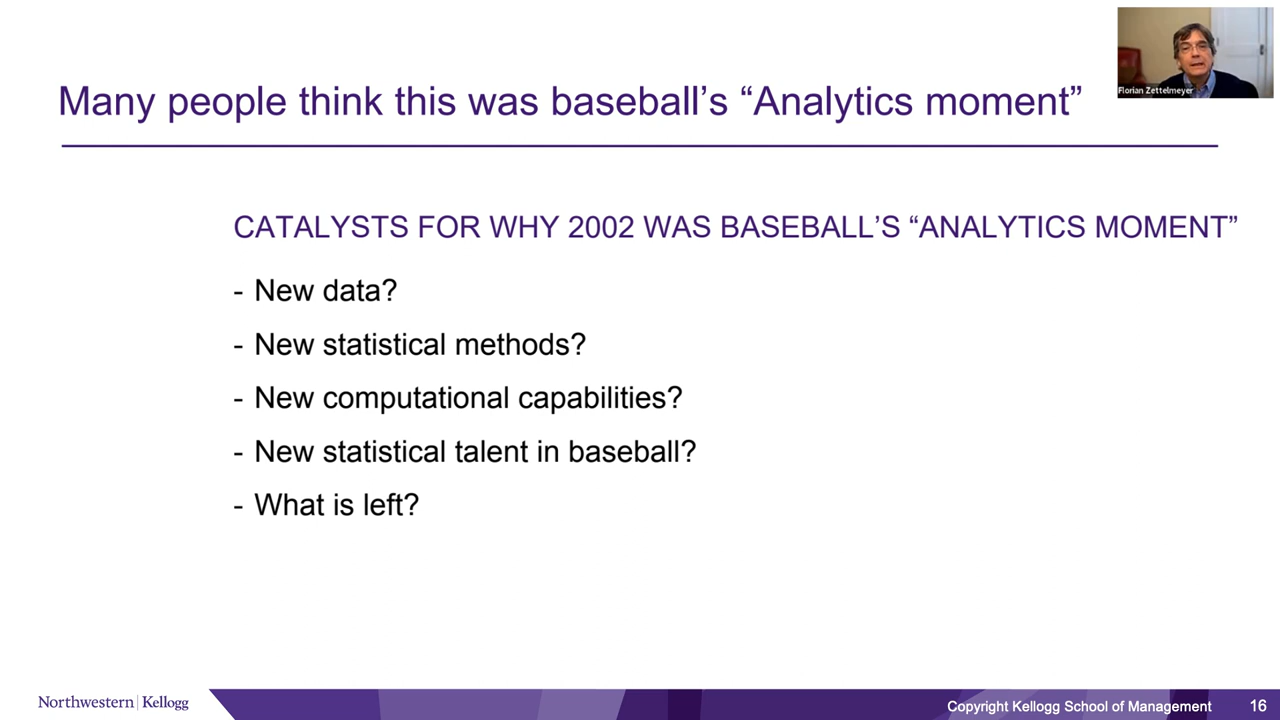 Florian Zettelmeyer
Many people think this was baseball’s “Analytics moment”
CATALYSTS FOR WHY 2002 WAS BASEBALL’S “ANALYTICS MOMENT”
- New data?
- New statistical methods?
- New computational capabilities?
- New statistical talent in baseball?
- What is left?
Northwestern | Kellogg
Copyright Kellogg School of Management 16